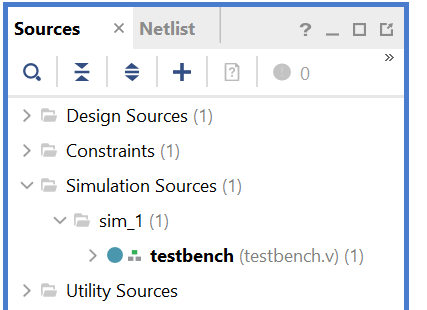 Sources × Netlist ?
0 »
Design Sources (1)
Constraints (1)
Simulation Sources (1)
sim_1 (1)
testbench (testbench.v) (1)
Utility Sources